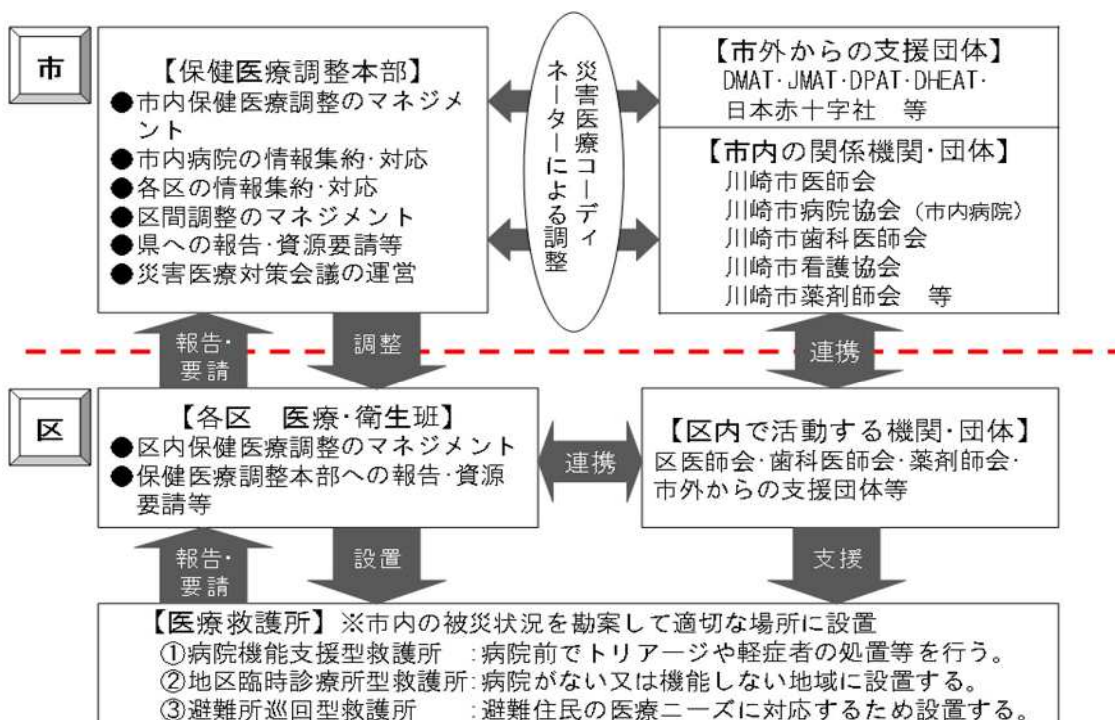 市
【保健医療調整本部】
●市内保健医療調整のマネジメ
ント
●市内病院の情報集約・対応
●各区の情報集約・対応
●区間調整のマネジメント
●県への報告・資源要請等
●災害医療対策会議の運営
災害医療コーディ
ネーターによる調整
【市外からの支援団体】
DMAT・JMAT・DPAT・DHEAT・
日本赤十字社　等
【市内の関係機関・団体】
川崎市医師会
川崎市病院協会（市内病院）
川崎市歯科医師会
川崎市看護協会
川崎市薬剤師会　等
報告・
要請
調整
連携
区
【各区　医療・衛生班】
●区内保健医療調整のマネジメント
●保健医療調整本部への報告・資源
要請等
連携
【区内で活動する機関・団体】
区医師会・歯科医師会・薬剤師会・
市外からの支援団体等
報告・
要請
設置
支援
【医療救護所】※市内の被災状況を勘案して適切な場所に設置
①病院機能支援型救護所　：病院前でトリアージや軽症者の処置等を行う。
②地区臨時診療所型救護所：病院がない又は機能しない地域に設置する。
③避難所巡回型救護所　　：避難住民の医療ニーズに対応するため設置する。